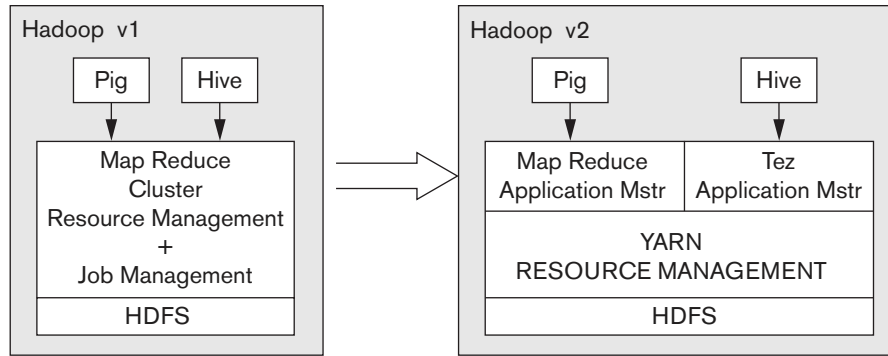 Hadoop v1
Pig
Hive
Map Reduce
Cluster
Resource Management
+
Job Management
HDFS
Hadoop v2
Pig
Hive
Map Reduce
Application Mstr
Tez
Application Mstr
YARN
RESOURCE MANAGEMENT
HDFS